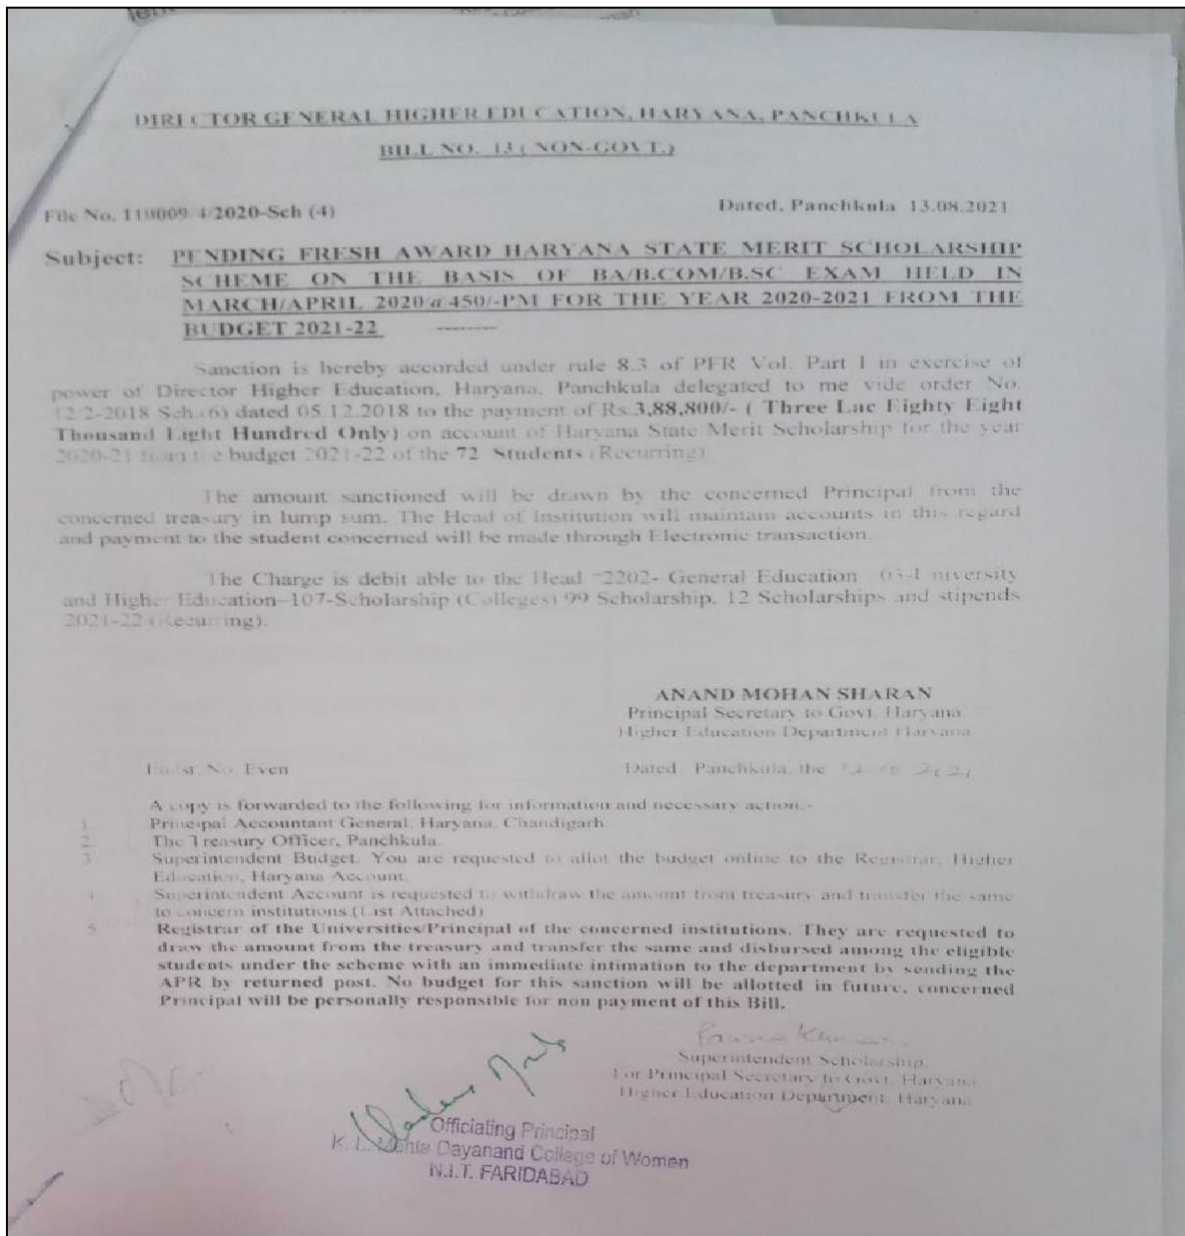 DIRECTOR GENERAL HIGHER EDUCATION, HARYANA, PANCHKULA
BILL NO. 13 ( NON-GOVT.)
File No. 110009/4/2020-Sch (4)
Dated, Panchkula 13.08.2021
Subject: PENDING FRESH AWARD HARYANA STATE MERIT SCHOLARSHIP
SCHEME ON THE BASIS OF BA/B.COM/B.SC EXAM HELD IN
MARCH/APRIL 2020@450/-PM FOR THE YEAR 2020-2021 FROM THE
BUDGET 2021-22 --------
Sanction is hereby accorded under rule 8.3 of PFR Vol. Part I in exercise of
power of Director Higher Education, Haryana, Panchkula delegated to me vide order No.
12/2-2018 Sch.(6) dated 05.12.2018 to the payment of Rs.3,88,800/- ( Three Lac Eighty Eight
Thousand Eight Hundred Only) on account of Haryana State Merit Scholarship for the year
2020-21 from the budget 2021-22 of the 72 Students (Recurring)
The amount sanctioned will be drawn by the concerned Principal from the
concerned treasury in lump sum. The Head of Institution will maintain accounts in this regard
and payment to the student concerned will be made through Electronic transaction.
The Charge is debit able to the Head "2202- General Education 03-University
and Higher Education–107-Scholarship (Colleges) 99 Scholarship, 12 Scholarships and stipends
2021-22 (Recurring).
ANAND MOHAN SHARAN
Principal Secretary to Govt. Haryana
Higher Education Department Haryana
Endst. No. Even
Dated Panchkula, the 2021
A copy is forwarded to the following for information and necessary action.-
1. Principal Accountant General, Haryana, Chandigarh
2. The Treasury Officer, Panchkula.
3. Superintendent Budget. You are requested to allot the budget online to the Registrar, Higher
Education, Haryana Account.
4. Superintendent Account is requested to withdraw the amount from treasury and transfer the same
to concern institutions (List Attached)
5. Registrar of the Universities/Principal of the concerned institutions. They are requested to
draw the amount from the treasury and transfer the same and disbursed among the eligible
students under the scheme with an immediate intimation to the department by sending the
APR by returned post. No budget for this sanction will be allotted in future, concerned
Principal will be personally responsible for non payment of this Bill.
Superintendent Scholarship,
For Principal Secretary to Govt. Haryana,
Higher Education Department, Haryana
Officiating Principal
K. L. Mehta Dayanand College of Women
N.I.T. FARIDABAD